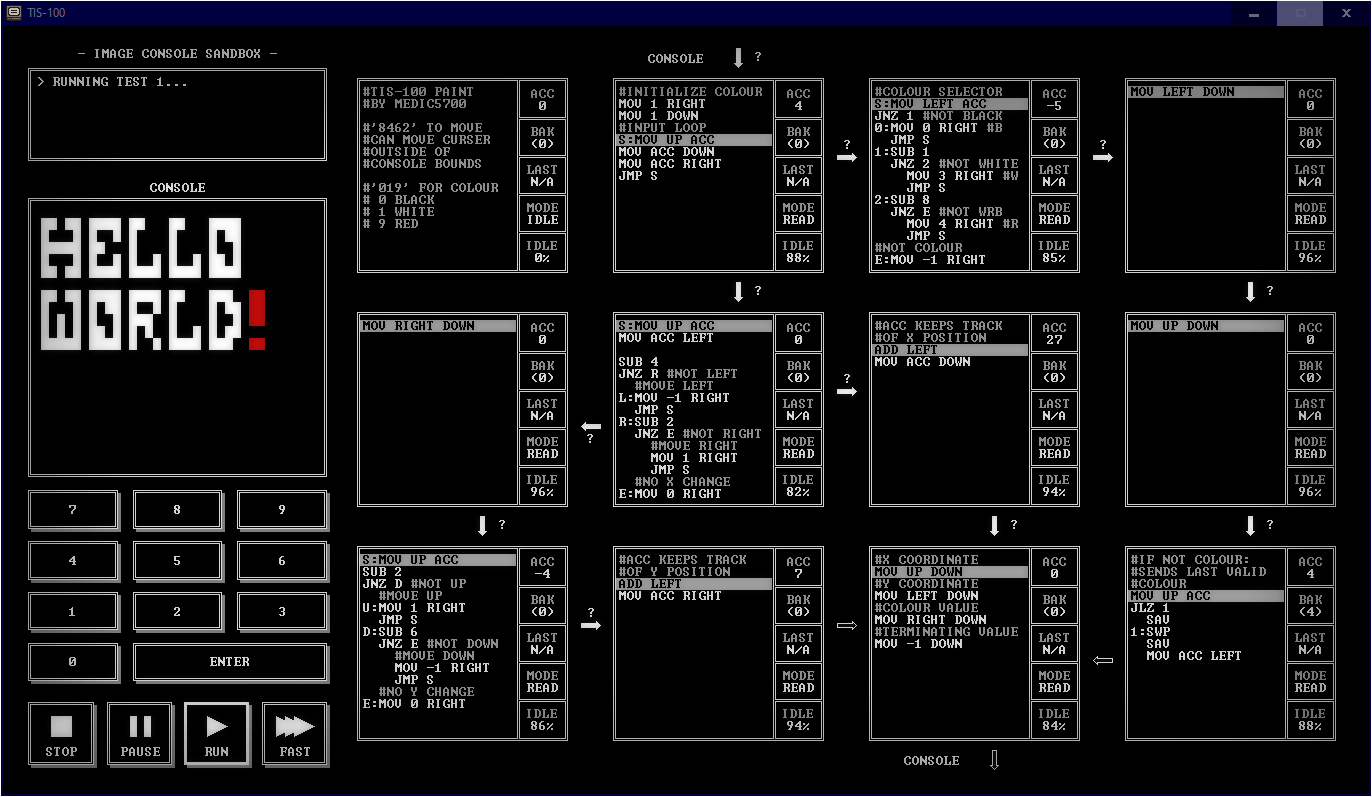 TIS-100
- IMAGE CONSOLE SANDBOX -
> RUNNING TEST 1...
CONSOLE
HELLO
WORLD!
7 8 9
4 5 6
1 2 3
0 ENTER
STOP PAUSE RUN FAST
CONSOLE ?
#TIS-100 PAINT
#BY MEDIC5700
#'8462' TO MOVE
#CAN MOVE CURSER
#OUTSIDE OF
#CONSOLE BOUNDS
#'019' FOR COLOUR
# 0 BLACK
# 1 WHITE
# 9 RED
ACC
0
BAK
(0)
LAST
N/A
MODE
IDLE
IDLE
0%
#INITIALIZE COLOUR
MOV 1 RIGHT
MOV 1 DOWN
#INPUT LOOP
S:MOV UP ACC
MOV ACC DOWN
MOV ACC RIGHT
JMP S
ACC
4
BAK
(0)
LAST
N/A
MODE
READ
IDLE
88%
?
#COLOUR SELECTOR
S:MOV LEFT ACC
JNZ 1 #NOT BLACK
0:MOV 0 RIGHT #B
JMP S
1:SUB 1
JNZ 2 #NOT WHITE
MOV 3 RIGHT #W
JMP S
2:SUB 8
JNZ E #NOT WRB
MOV 4 RIGHT #R
JMP S
#NOT COLOUR
E:MOV -1 RIGHT
ACC
-5
BAK
(0)
LAST
N/A
MODE
READ
IDLE
85%
?
MOV LEFT DOWN
ACC
0
BAK
(0)
LAST
N/A
MODE
READ
IDLE
96%
?
?
MOV RIGHT DOWN
ACC
0
BAK
(0)
LAST
N/A
MODE
READ
IDLE
96%
?
S:MOV UP ACC
MOV ACC LEFT
SUB 4
JNZ R #NOT LEFT
#MOVE LEFT
L:MOV -1 RIGHT
JMP S
R:SUB 2
JNZ E #NOT RIGHT
#MOVE RIGHT
MOV 1 RIGHT
JMP S
#NO X CHANGE
E:MOV 0 RIGHT
ACC
0
BAK
(0)
LAST
N/A
MODE
READ
IDLE
82%
?
#ACC KEEPS TRACK
#OF X POSITION
ADD LEFT
MOV ACC DOWN
ACC
27
BAK
(0)
LAST
N/A
MODE
READ
IDLE
94%
MOV UP DOWN
ACC
0
BAK
(0)
LAST
N/A
MODE
READ
IDLE
96%
?
?
?
S:MOV UP ACC
SUB 2
JNZ D #NOT UP
#MOVE UP
U:MOV 1 RIGHT
JMP S
D:SUB 6
JNZ E #NOT DOWN
#MOVE DOWN
MOV -1 RIGHT
JMP S
#NO Y CHANGE
E:MOV 0 RIGHT
ACC
-4
BAK
(0)
LAST
N/A
MODE
READ
IDLE
86%
?
#ACC KEEPS TRACK
#OF Y POSITION
ADD LEFT
MOV ACC RIGHT
ACC
7
BAK
(0)
LAST
N/A
MODE
READ
IDLE
94%
#X COORDINATE
MOV UP DOWN
#Y COORDINATE
MOV LEFT DOWN
#COLOUR VALUE
MOV RIGHT DOWN
#TERMINATING VALUE
MOV -1 DOWN
ACC
0
BAK
(0)
LAST
N/A
MODE
READ
IDLE
84%
#IF NOT COLOUR:
#SENDS LAST VALID
#COLOUR
MOV UP ACC
JLZ 1
SAV
1:SWP
SAV
MOV ACC LEFT
ACC
4
BAK
(4)
LAST
N/A
MODE
READ
IDLE
88%
CONSOLE